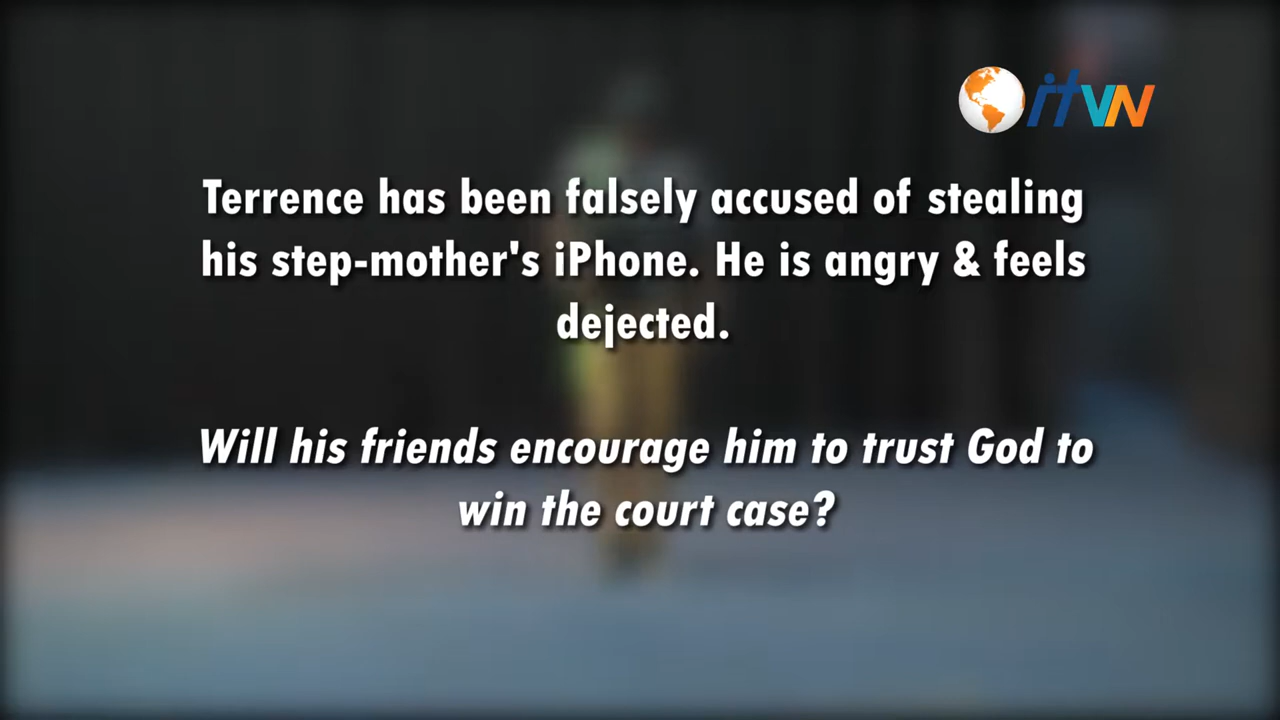 itVN
Terrence has been falsely accused of stealing
his step-mother's iPhone. He is angry & feels
dejected.
Will his friends encourage him to trust God to
win the court case?